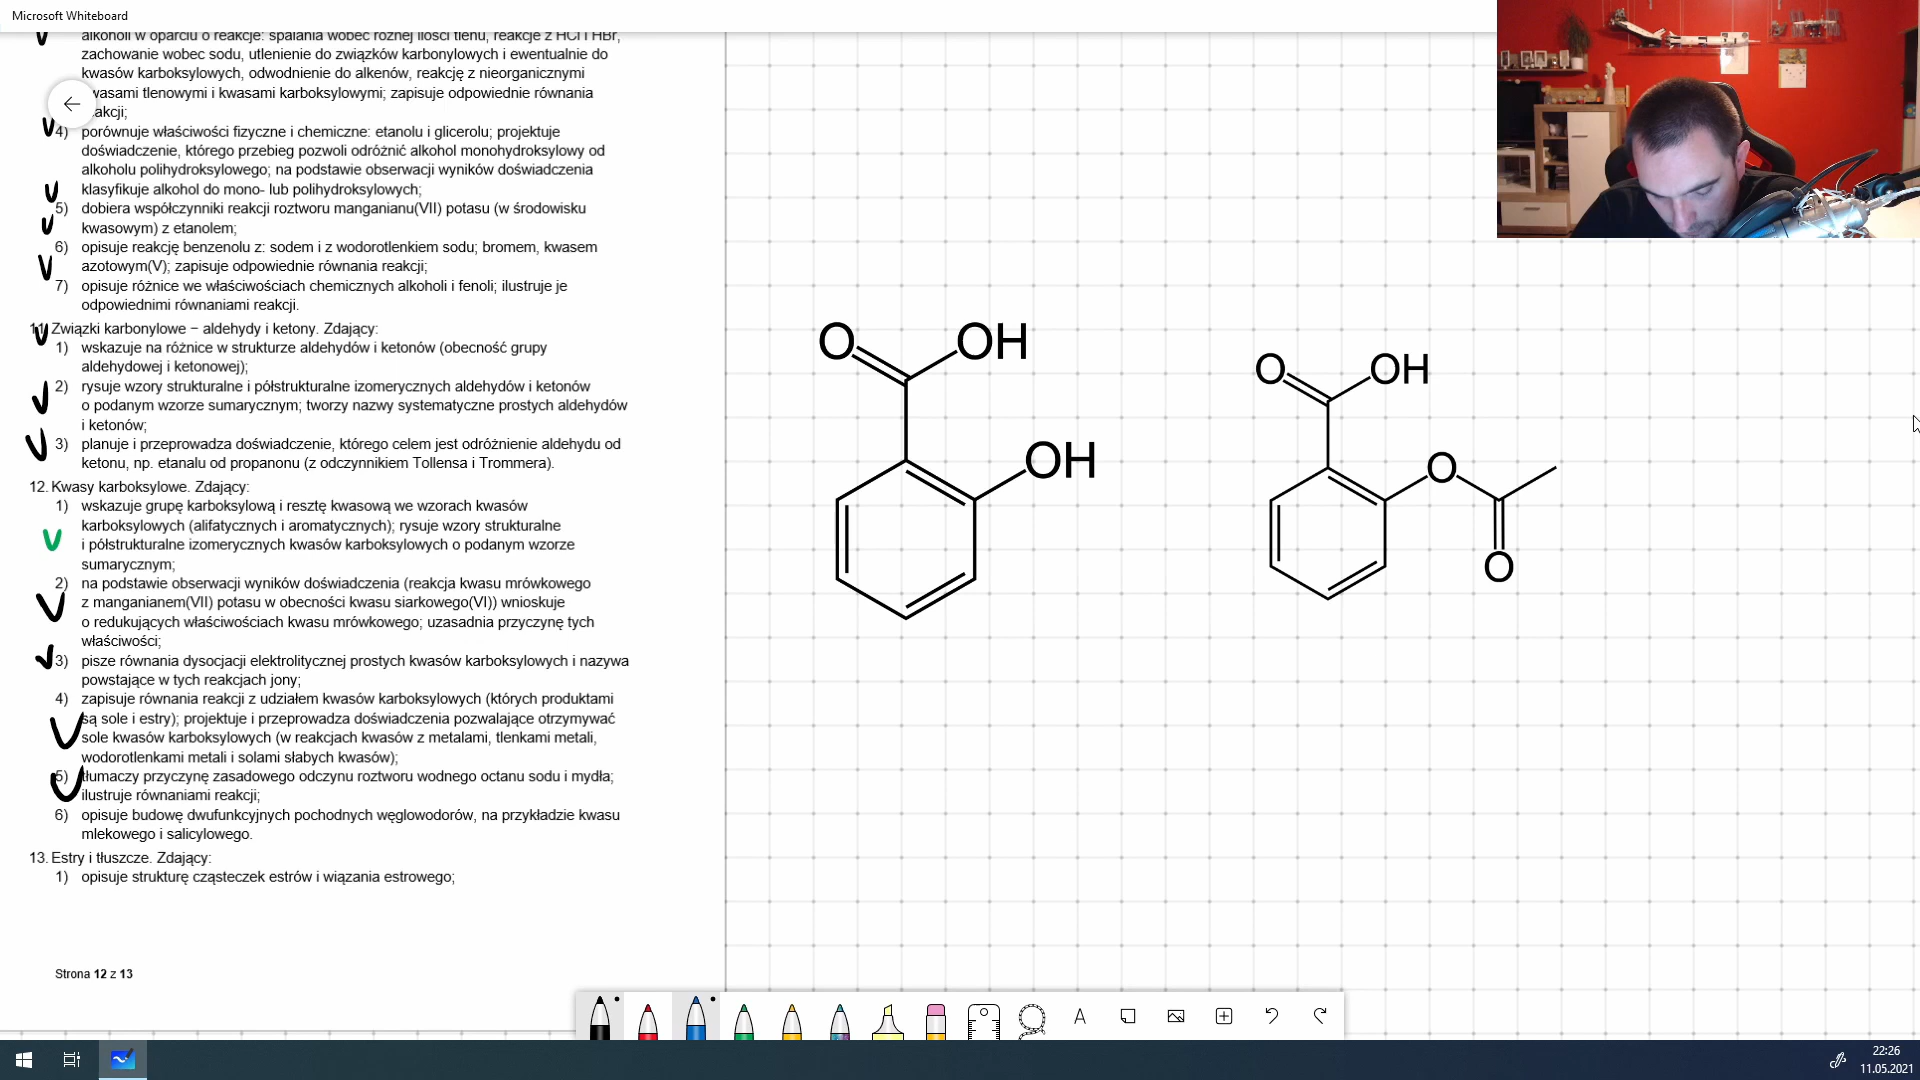 Microsoft Whiteboard
alkoholi w oparciu o reakcje: spalania wobec różnej ilości tlenu, reakcje z HCl i HBr,
zachowanie wobec sodu, utlenienie do związków karbonylowych i ewentualnie do
kwasów karboksylowych, odwodnienie do alkenów, reakcję z nieorganicznymi
kwasami tlenowymi i kwasami karboksylowymi; zapisuje odpowiednie równania
reakcji;
4) porównuje właściwości fizyczne i chemiczne: etanolu i glicerolu; projektuje
doświadczenie, którego przebieg pozwoli odróżnić alkohol monohydroksylowy od
alkoholu polihydroksylowego; na podstawie obserwacji wyników doświadczenia
klasyfikuje alkohol do mono- lub polihydroksylowych;
5) dobiera współczynniki reakcji roztworu manganianu(VII) potasu (w środowisku
kwasowym) z etanolem;
6) opisuje reakcję benzenolu z: sodem i z wodorotlenkiem sodu; bromem, kwasem
azotowym(V); zapisuje odpowiednie równania reakcji;
7) opisuje różnice we właściwościach chemicznych alkoholi i fenoli; ilustruje je
odpowiednimi równaniami reakcji.
11. Związki karbonylowe − aldehydy i ketony. Zdający:
1) wskazuje na różnice w strukturze aldehydów i ketonów (obecność grupy
aldehydowej i ketonowej);
2) rysuje wzory strukturalne i półstrukturalne izomerycznych aldehydów i ketonów
o podanym wzorze sumarycznym; tworzy nazwy systematyczne prostych aldehydów
i ketonów;
3) planuje i przeprowadza doświadczenie, którego celem jest odróżnienie aldehydu od
ketonu, np. etanalu od propanonu (z odczynnikiem Tollensa i Trommera).
12. Kwasy karboksylowe. Zdający:
1) wskazuje grupę karboksylową i resztę kwasową we wzorach kwasów
karboksylowych (alifatycznych i aromatycznych); rysuje wzory strukturalne
i półstrukturalne izomerycznych kwasów karboksylowych o podanym wzorze
sumarycznym;
2) na podstawie obserwacji wyników doświadczenia (reakcja kwasu mrówkowego
z manganianem(VII) potasu w obecności kwasu siarkowego(VI)) wnioskuje
o redukujących właściwościach kwasu mrówkowego; uzasadnia przyczynę tych
właściwości;
3) pisze równania dysocjacji elektrolitycznej prostych kwasów karboksylowych i nazywa
powstające w tych reakcjach jony;
4) zapisuje równania reakcji z udziałem kwasów karboksylowych (których produktami
są sole i estry); projektuje i przeprowadza doświadczenia pozwalające otrzymywać
sole kwasów karboksylowych (w reakcjach kwasów z metalami, tlenkami metali,
wodorotlenkami metali i solami słabych kwasów);
5) tłumaczy przyczynę zasadowego odczynu roztworu wodnego octanu sodu i mydła;
ilustruje równaniami reakcji;
6) opisuje budowę dwufunkcyjnych pochodnych węglowodorów, na przykładzie kwasu
mlekowego i salicylowego.
13. Estry i tłuszcze. Zdający:
1) opisuje strukturę cząsteczek estrów i wiązania estrowego;
Strona 12 z 13
O OH
OH
O OH
O
O
A
22:26
11.05.2021